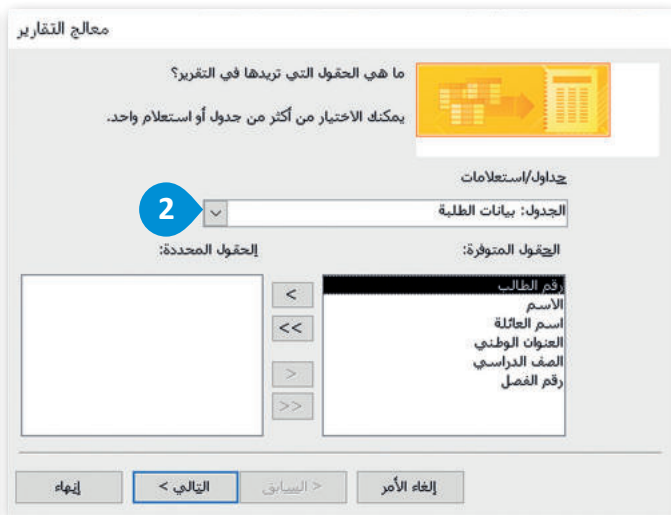 معالج التقارير
ما هي الحقول التي تريدها في التقرير؟
يمكنك الاختيار من أكثر من جدول أو استعلام واحد.
جداول/استعلامات
الجدول: بيانات الطلبة
2
الحقول المتوفرة:
الحقول المحددة:
رقم الطالب
الاسم
اسم العائلة
العنوان الوطني
الصف الدراسي
رقم الفصل
<
<<
>
>>
إلغاء الأمر
< السابق
التالي >
إنهاء